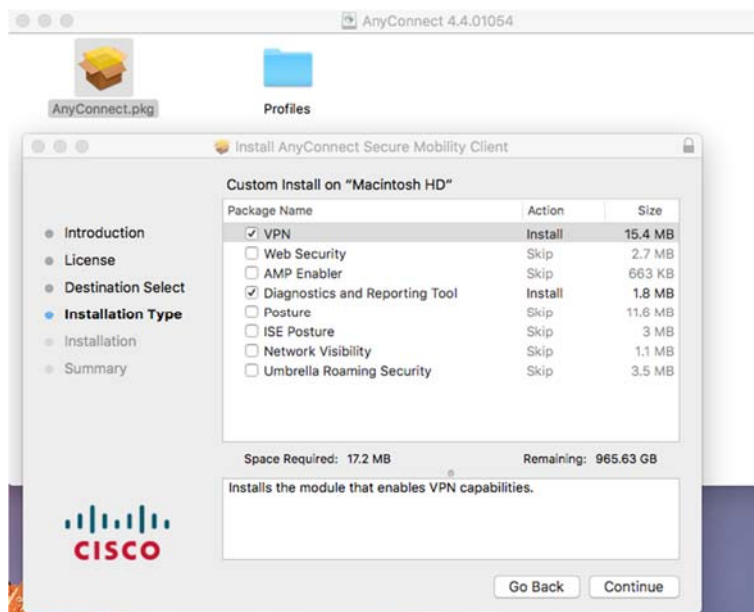 AnyConnect 4.4.01054
AnyConnect.pkg Profiles
Install AnyConnect Secure Mobility Client
Custom Install on "Macintosh HD"
Package Name Action Size
VPN Install 15.4 MB
Web Security Skip 2.7 MB
AMP Enabler Skip 663 KB
Diagnostics and Reporting Tool Install 1.8 MB
Posture Skip 11.6 MB
ISE Posture Skip 3 MB
Network Visibility Skip 1.1 MB
Umbrella Roaming Security Skip 3.5 MB
Introduction
License
Destination Select
Installation Type
Installation
Summary
Space Required: 17.2 MB Remaining: 965.63 GB
Installs the module that enables VPN capabilities.
CISCO
Go Back Continue